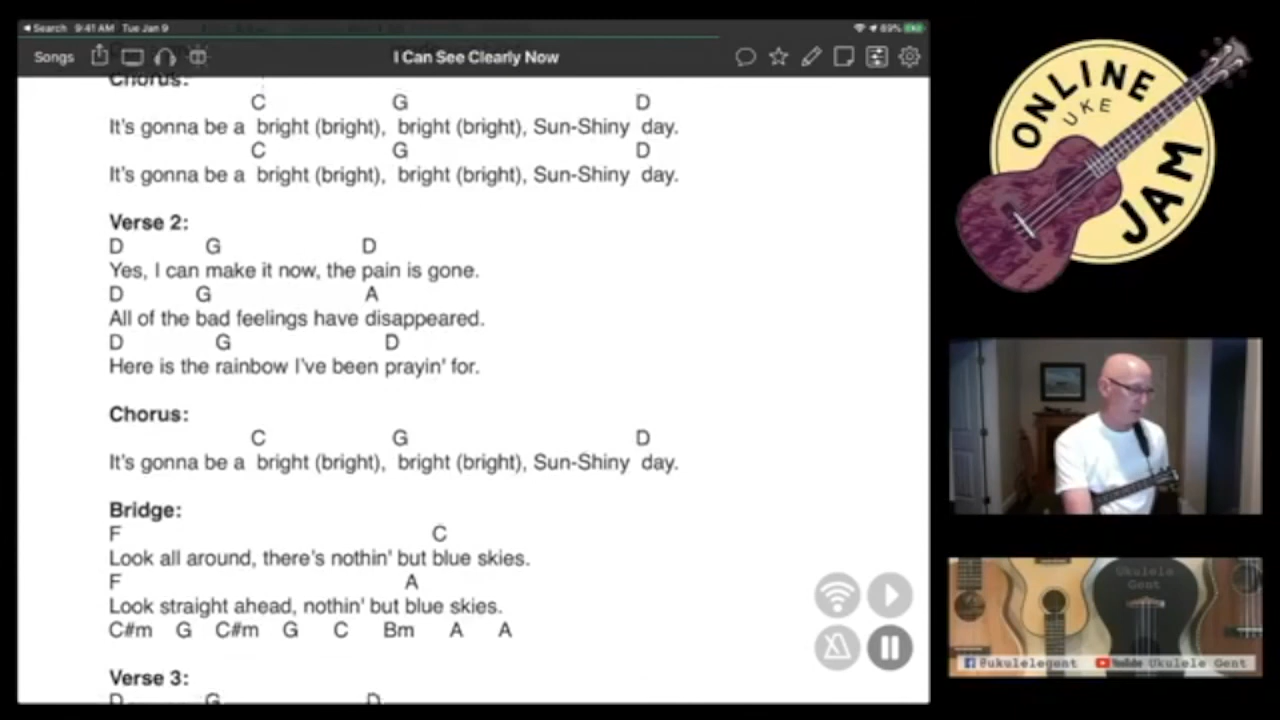 Search 9:41 AM Tue Jan 9
89%
Songs
I Can See Clearly Now
Chorus:
C G D
It's gonna be a bright (bright), bright (bright), Sun-Shiny day.
C G D
It's gonna be a bright (bright), bright (bright), Sun-Shiny day.
Verse 2:
D G D
Yes, I can make it now, the pain is gone.
D G A
All of the bad feelings have disappeared.
D G D
Here is the rainbow I've been prayin' for.
Chorus:
C G D
It's gonna be a bright (bright), bright (bright), Sun-Shiny day.
Bridge:
F C
Look all around, there's nothin' but blue skies.
F A
Look straight ahead, nothin' but blue skies.
C#m G C#m G C Bm A A
Verse 3:
D G D
ONLINE
UKE
JAM
Ukulele
Gent
@ukulelegent YouTube Ukulele Gent